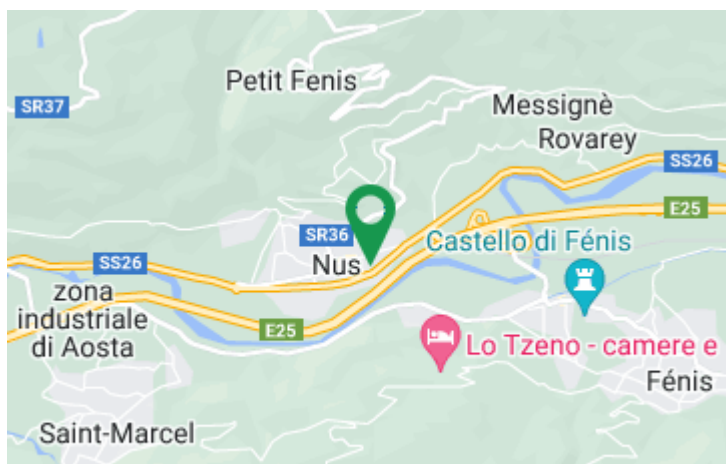 Petit Fenis
SR37
Messignè
Rovarey
SS26
E25
SR36
Castello di Fénis
Nus
SS26
zona
industriale
di Aosta
E25
Lo Tzeno - camere e
Fénis
Saint-Marcel